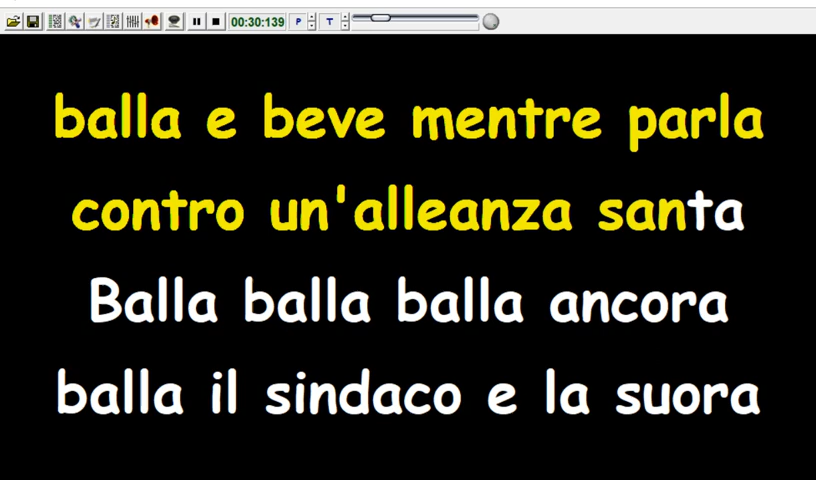 00:30:139 P T
balla e beve mentre parla
contro un'alleanza santa
Balla balla balla ancora
balla il sindaco e la suora